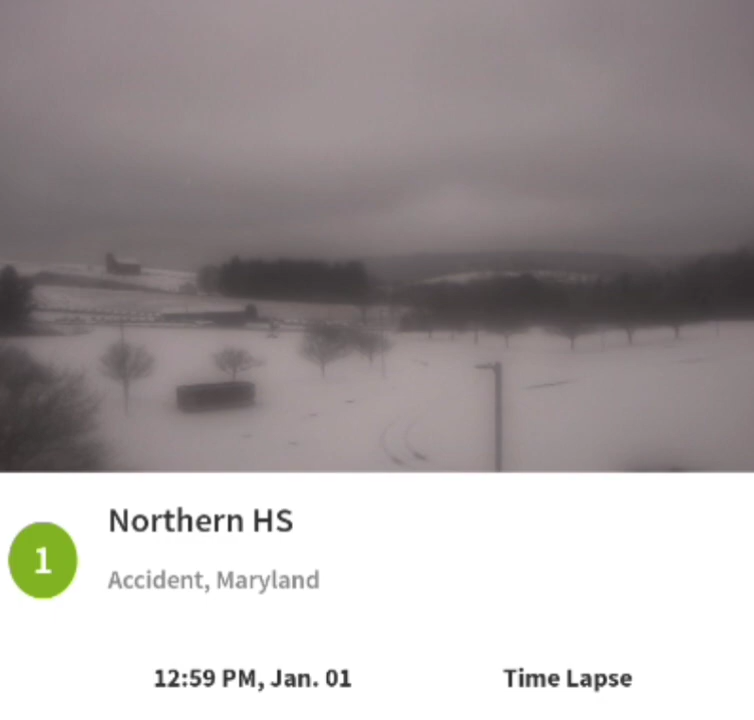 Northern HS
1
Accident, Maryland
12:59 PM, Jan. 01
Time Lapse